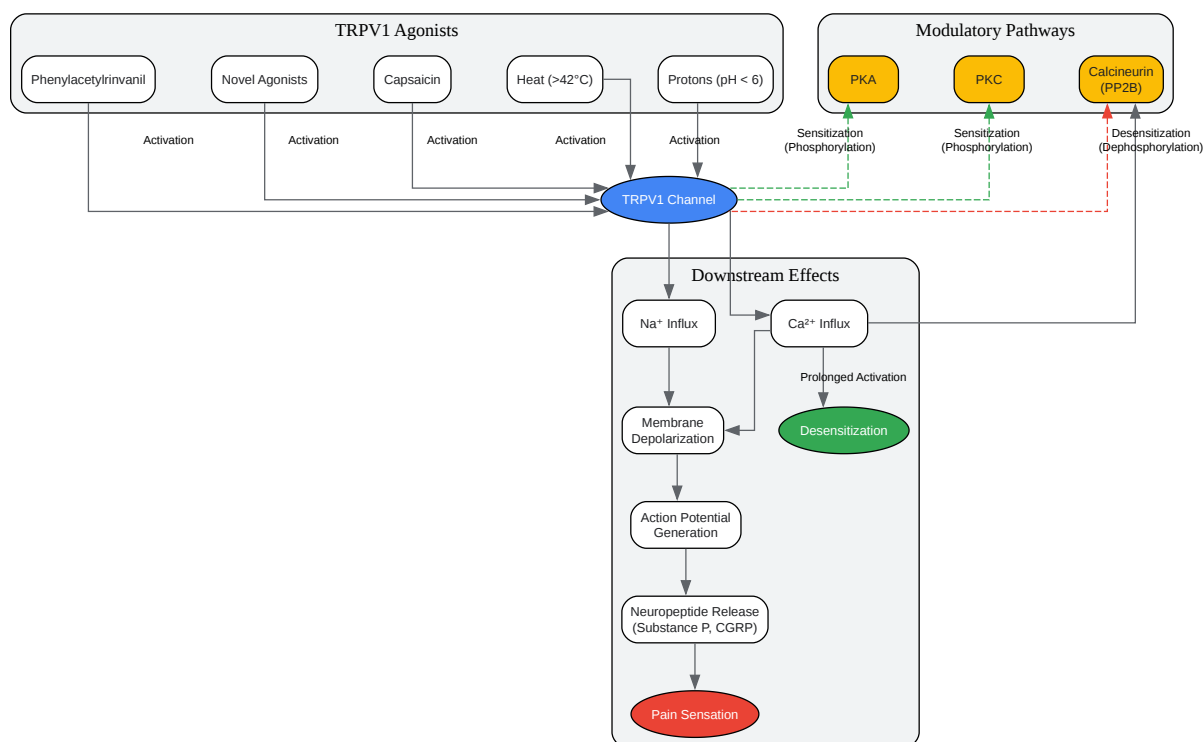 TRPV1 Agonists
Modulatory Pathways
Phenylacetylrinvanil
Novel Agonists
Capsaicin
Heat (>42°C)
Protons (pH < 6)
PKA
PKC
Calcineurin
(PP2B)
Activation
Activation
Activation
Activation
Activation
Sensitization
(Phosphorylation)
Sensitization
(Phosphorylation)
Desensitization
(Dephosphorylation)
TRPV1 Channel
Downstream Effects
Na⁺ Influx
Ca²⁺ Influx
Prolonged Activation
Membrane
Depolarization
Desensitization
Action Potential
Generation
Neuropeptide Release
(Substance P, CGRP)
Pain Sensation